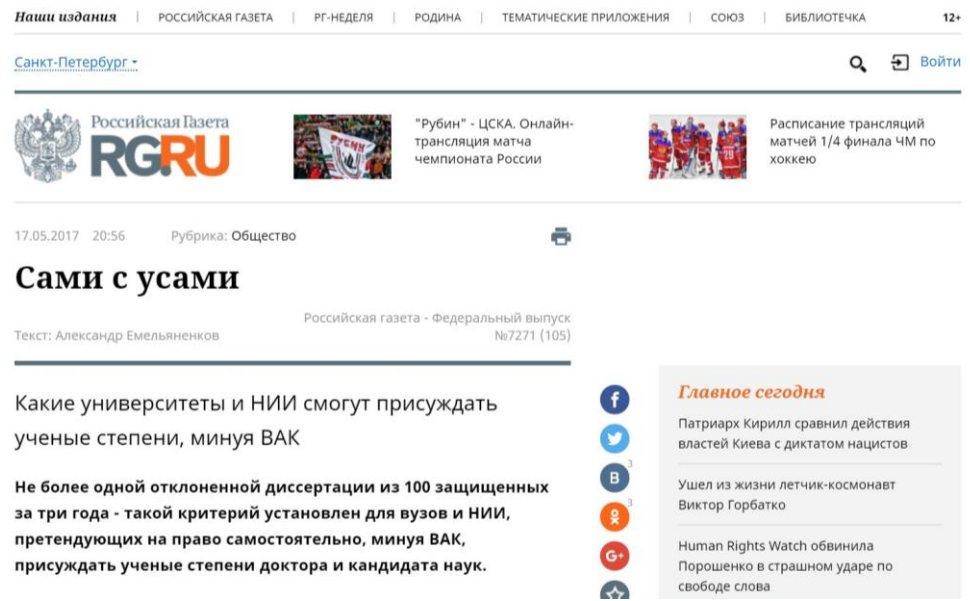 Наши издания | РОССИЙСКАЯ ГАЗЕТА | РГ-НЕДЕЛЯ | РОДИНА | ТЕМАТИЧЕСКИЕ ПРИЛОЖЕНИЯ | СОЮЗ | БИБЛИОТЕЧКА 12+
Санкт-Петербург
Войти
Российская Газета
RGRU
"Рубин" - ЦСКА. Онлайн-
трансляция матча
чемпионата России
Расписание трансляций
матчей 1/4 финала ЧМ по
хоккею
17.05.2017 20:56 Рубрика: Общество
Сами с усами
Текст: Александр Емельяненков
Российская газета - Федеральный выпуск
№7271 (105)
Какие университеты и НИИ смогут присуждать
ученые степени, минуя ВАК
Не более одной отклоненной диссертации из 100 защищенных
за три года - такой критерий установлен для вузов и НИИ,
претендующих на право самостоятельно, минуя ВАК,
присуждать ученые степени доктора и кандидата наук.
3
3
Главное сегодня
Патриарх Кирилл сравнил действия
властей Киева с диктатом нацистов
Ушел из жизни летчик-космонавт
Виктор Горбатко
Human Rights Watch обвинила
Порошенко в страшном ударе по
свободе слова